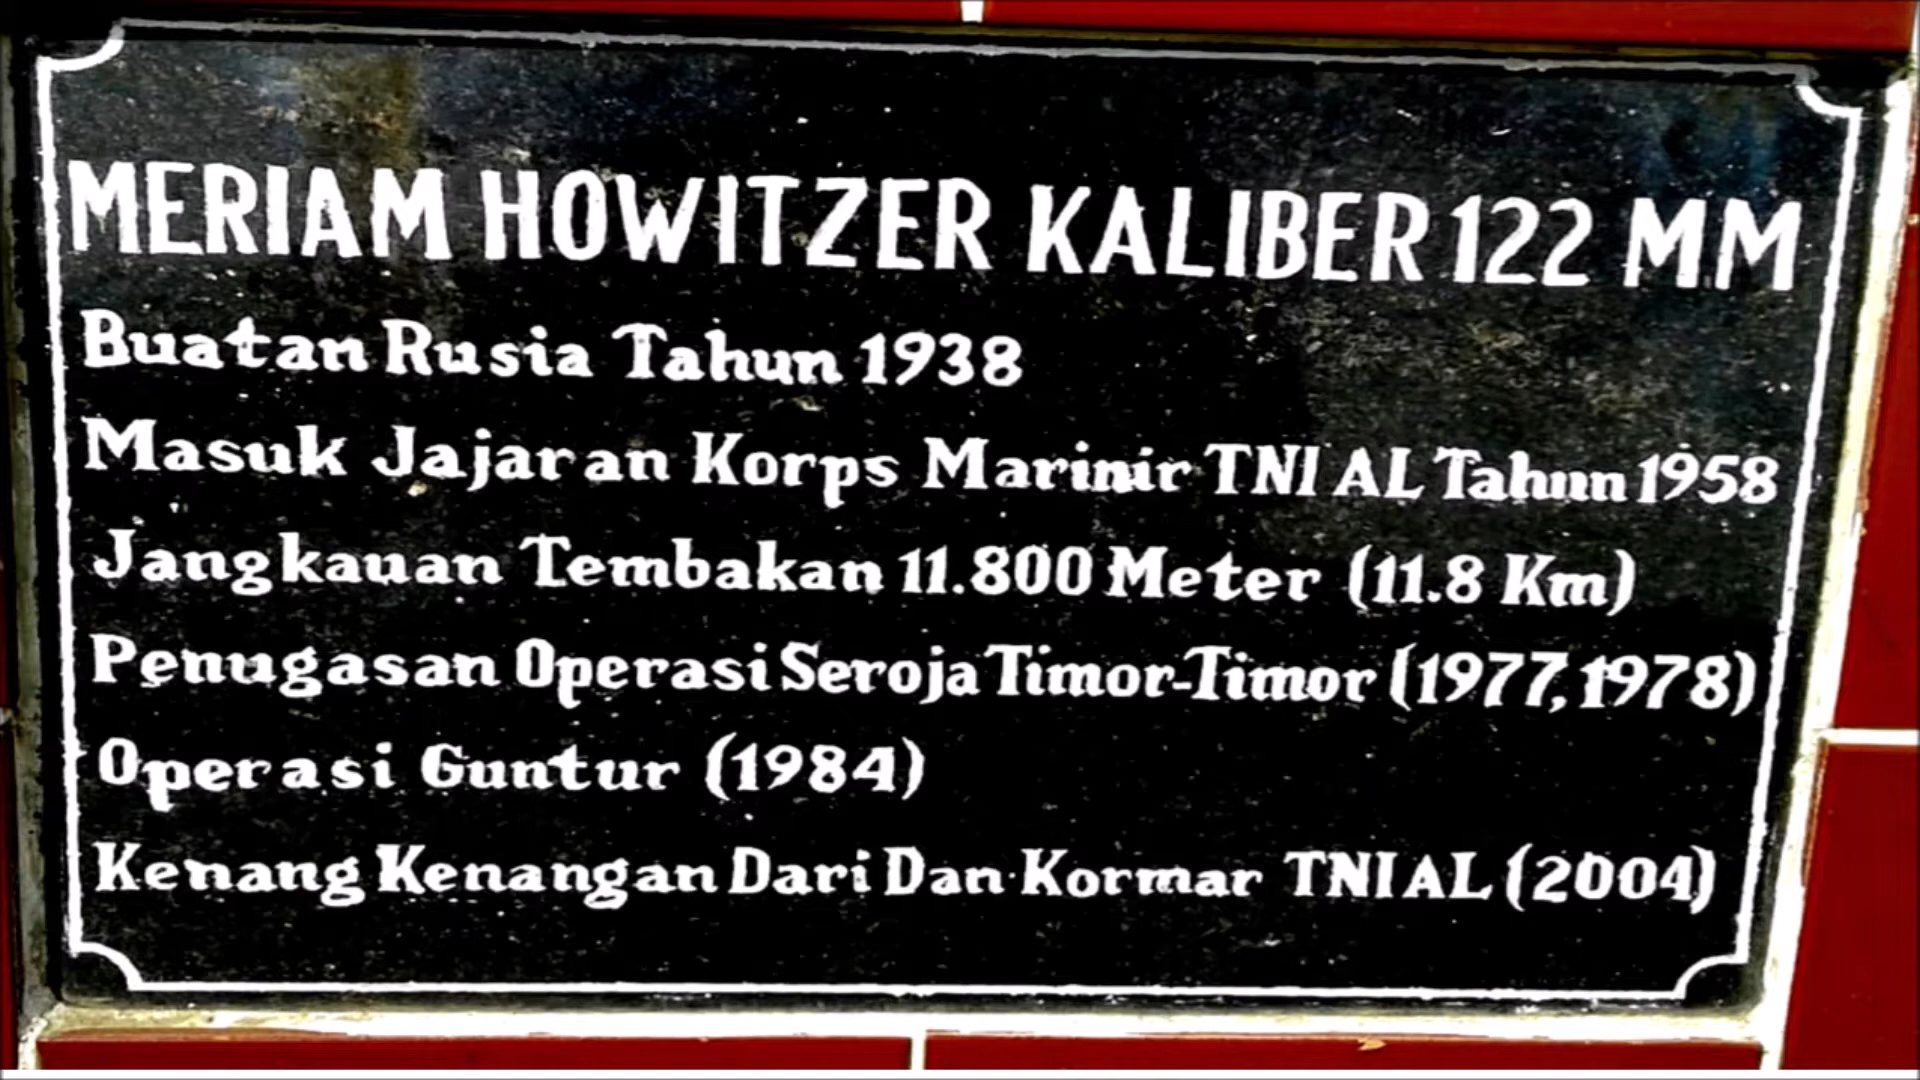 MERIAM HOWITZER KALIBER 122 MM
Buatan Rusia Tahun 1938
Masuk Jajaran Korps Marinir TNI AL Tahun 1958
Jangkauan Tembakan 11.800 Meter (11.8 Km)
Penugasan Operasi Seroja Timor-Timor (1977,1978)
Operasi Guntur (1984)
Kenang Kenangan Dari Dan Kormar TNI AL (2004)